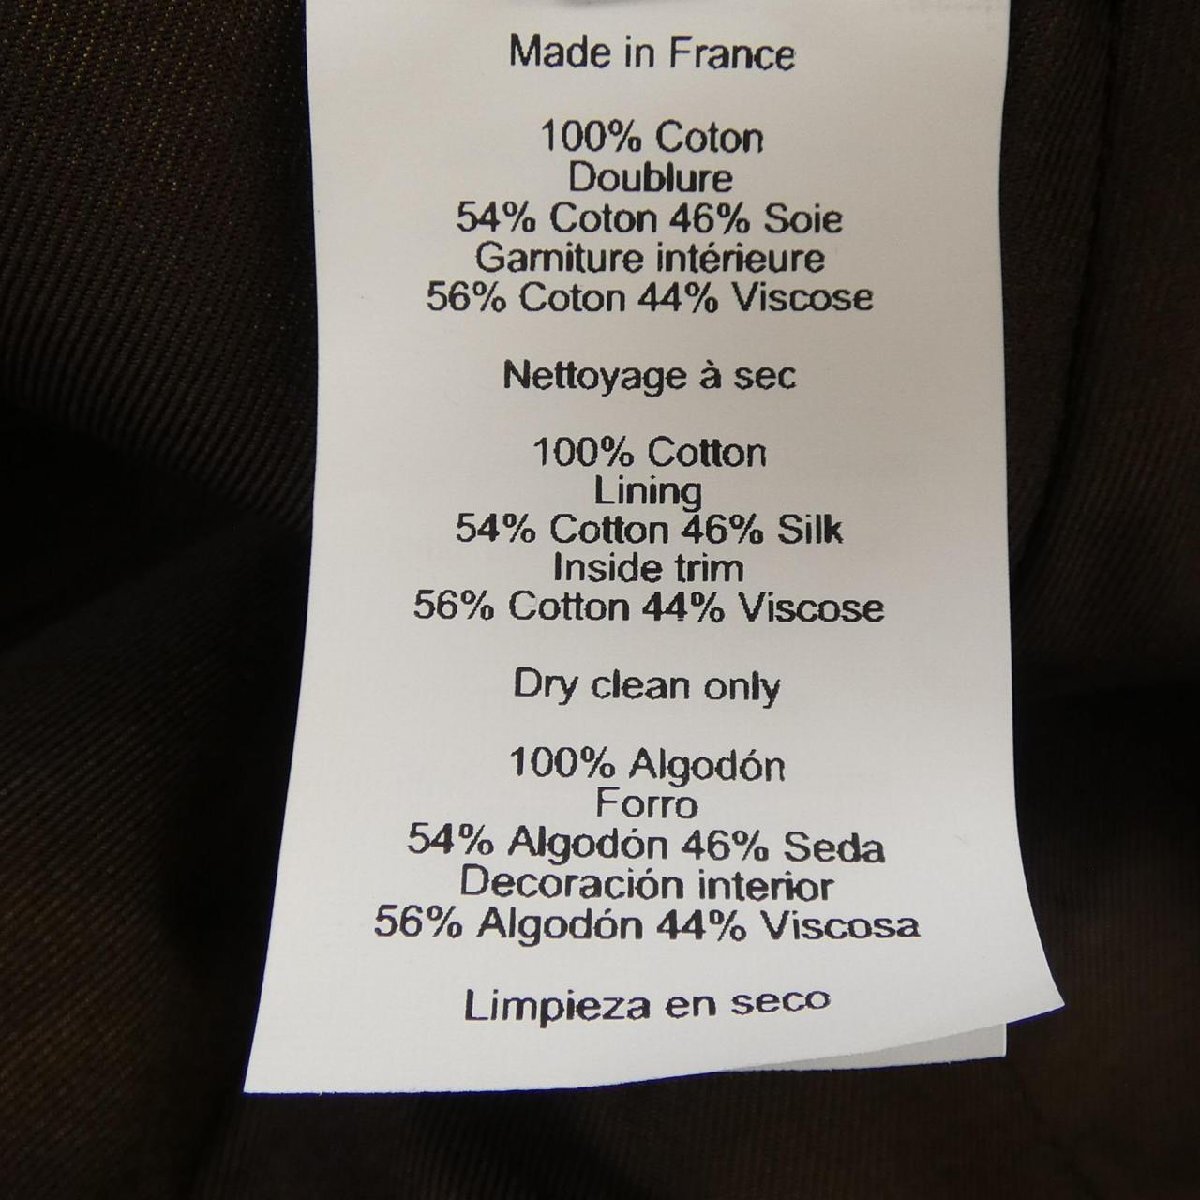 Made in France
100% Coton
Doublure
54% Coton 46% Soie
Garniture intérieure
56% Coton 44% Viscose
Nettoyage à sec
100% Cotton
Lining
54% Cotton 46% Silk
Inside trim
56% Cotton 44% Viscose
Dry clean only
100% Algodón
Forro
54% Algodón 46% Seda
Decoración interior
56% Algodón 44% Viscosa
Limpieza en seco